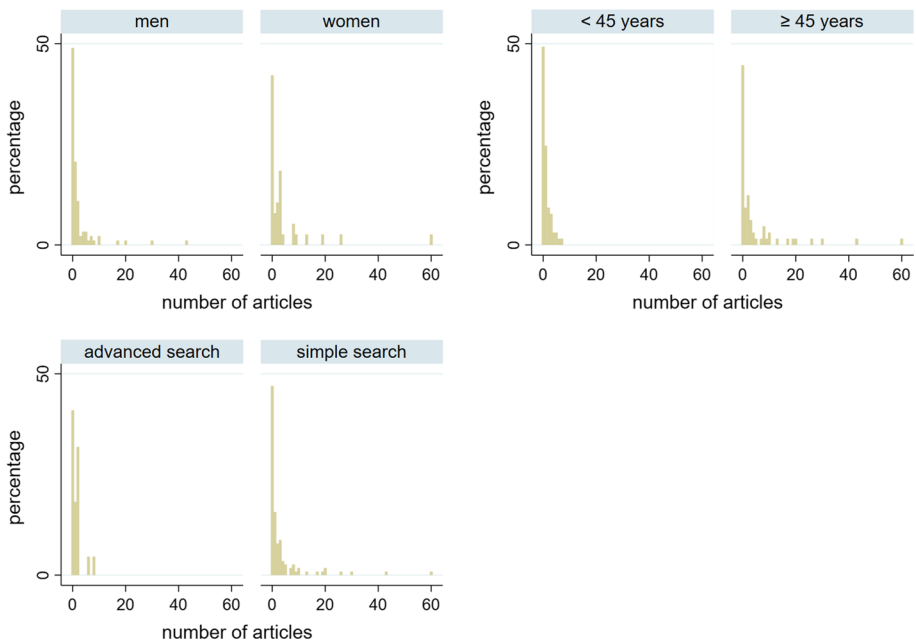 men women
50
0
percentage
0 20 40 60 0 20 40 60
number of articles
< 45 years ≥ 45 years
50
0
percentage
0 20 40 60 0 20 40 60
number of articles
advanced search simple search
50
0
percentage
0 20 40 60 0 20 40 60
number of articles